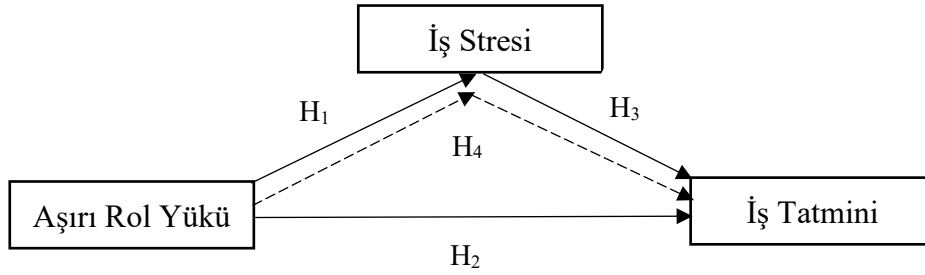 İş Stresi
H₁
H₃
H₄
Aşırı Rol Yükü
İş Tatmini
H₂